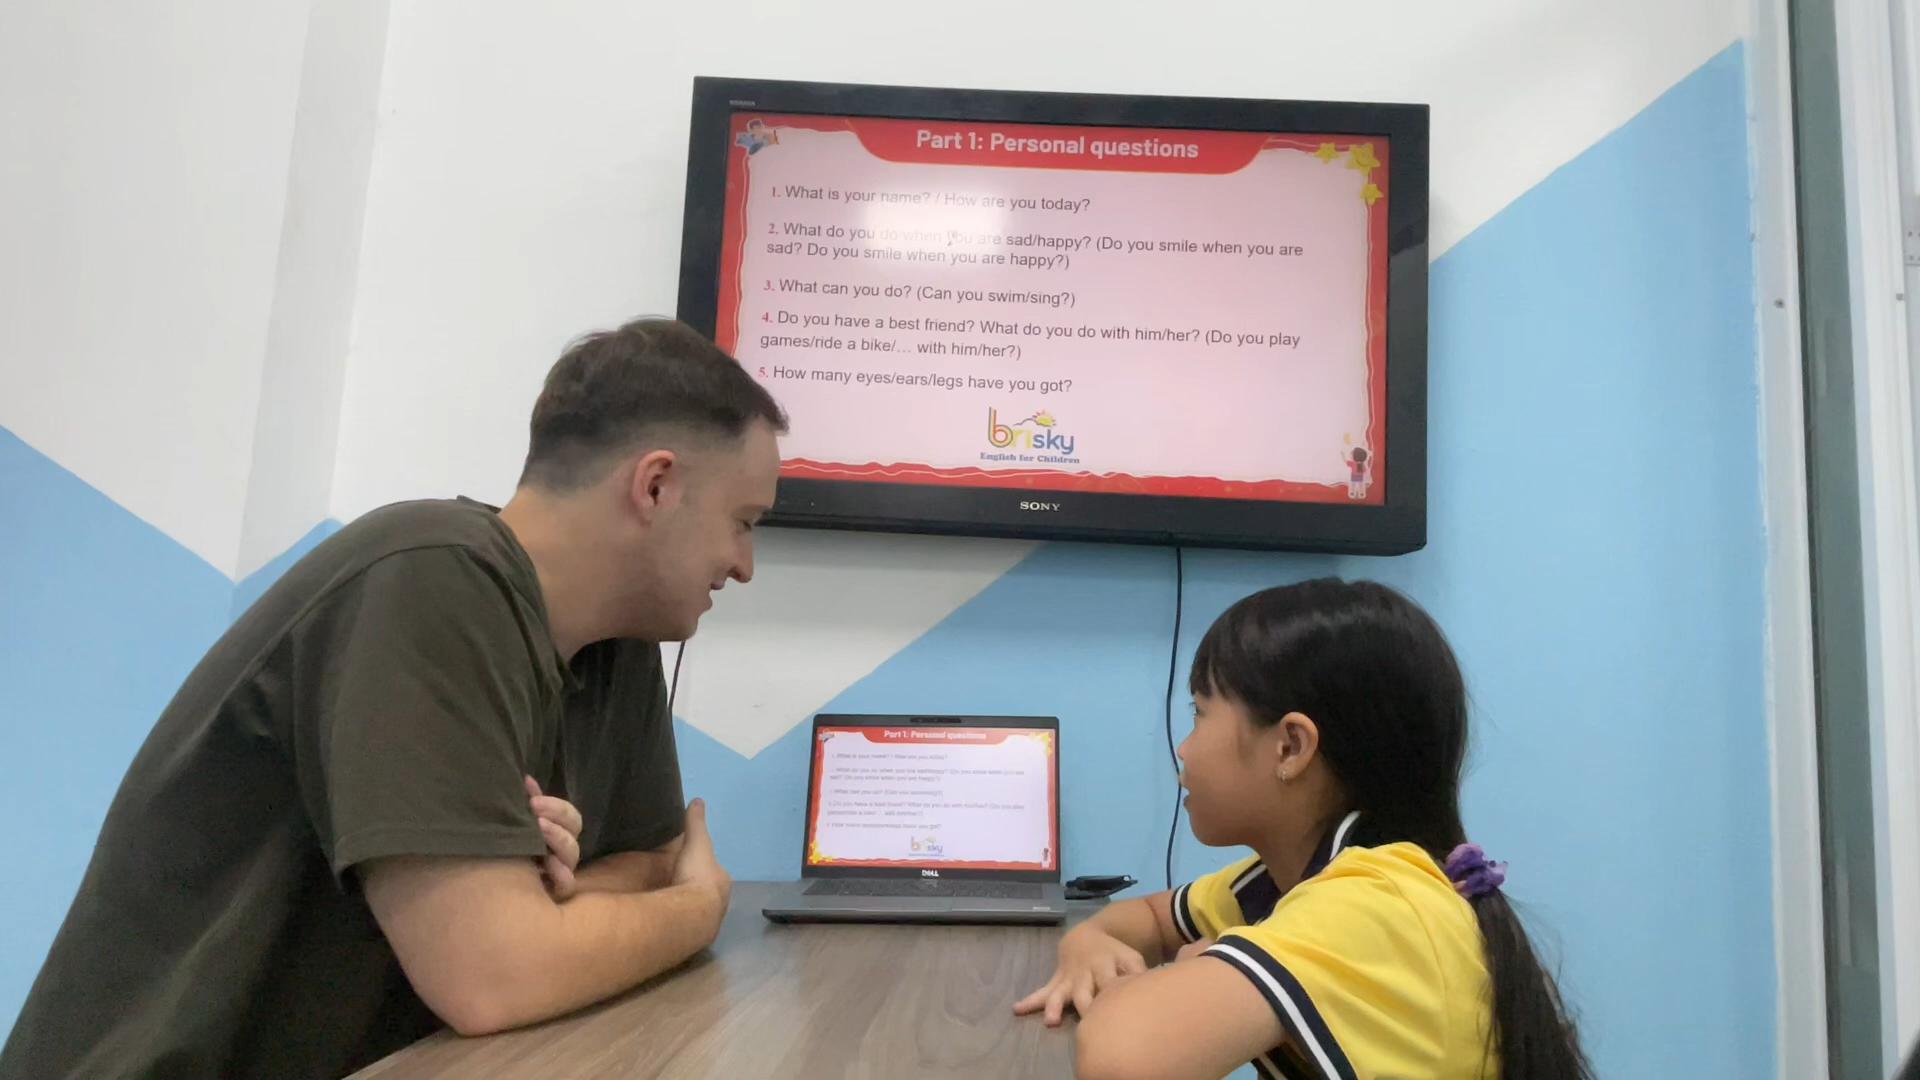 Part 1: Personal questions
1. What is your name? / How are you today?
2. What do you do when you are sad/happy? (Do you smile when you are
sad? Do you smile when you are happy?)
3. What can you do? (Can you swim/sing?)
4. Do you have a best friend? What do you do with him/her? (Do you play
games/ride a bike/... with him/her?)
5. How many eyes/ears/legs have you got?
brisky
English for Children
SONY
Part 1: Personal questions
brisky
DELL